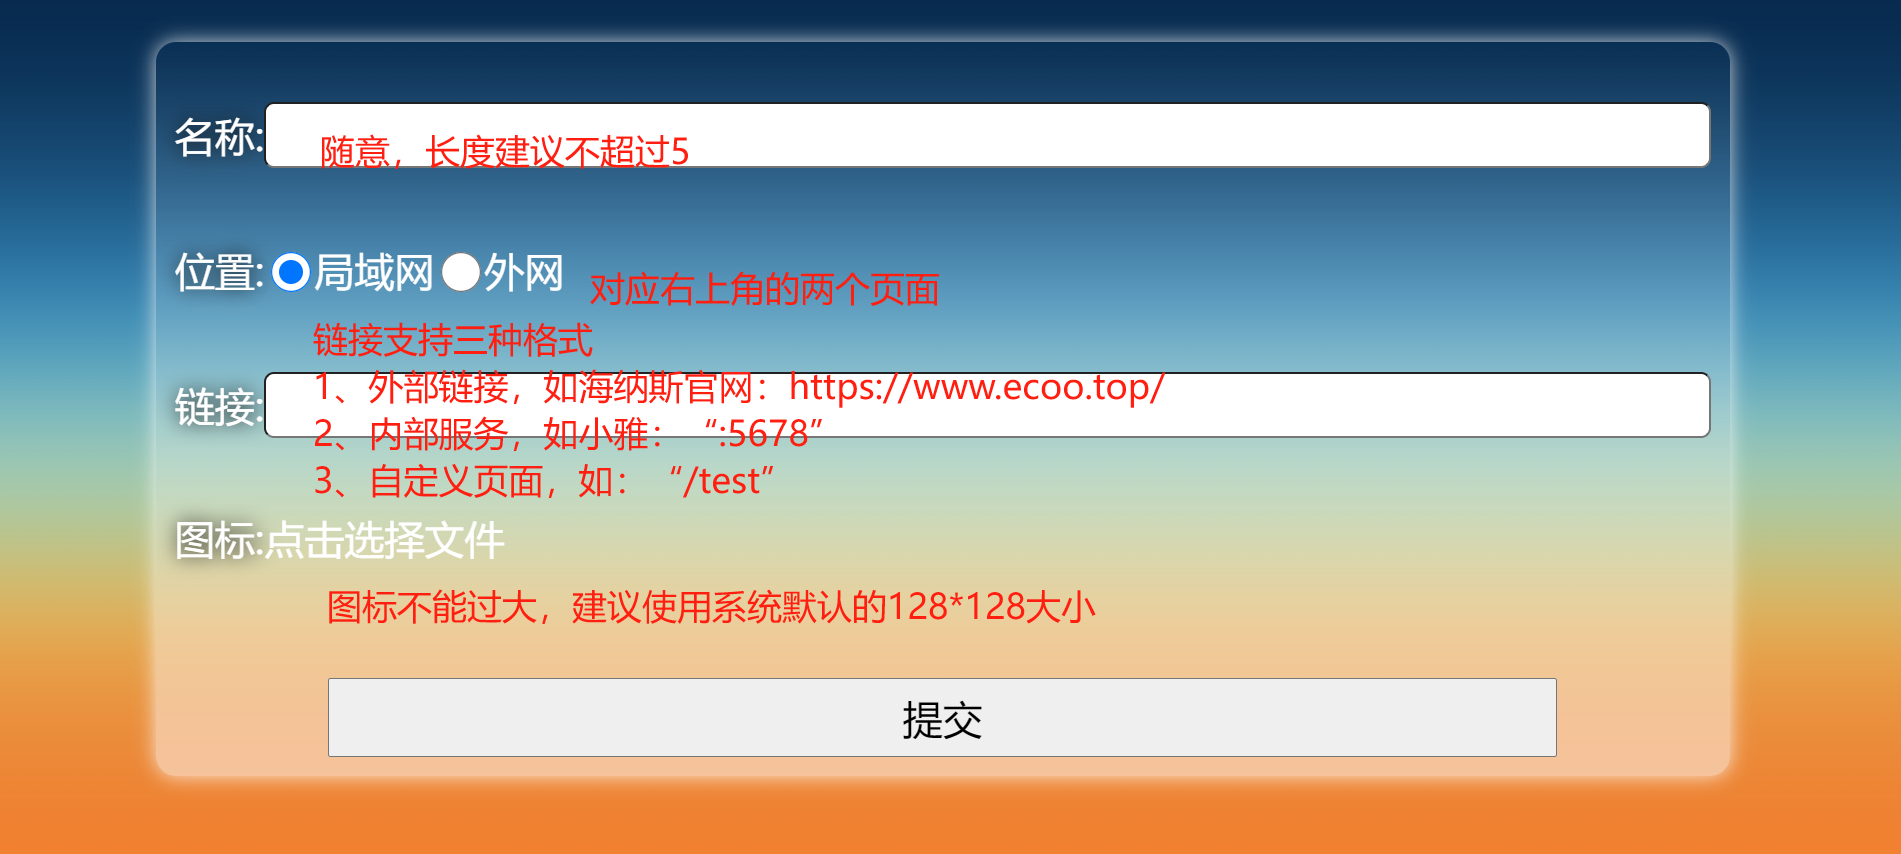 名称:
随意，长度建议不超过5
位置: 局域网 外网
对应右上角的两个页面
链接支持三种格式
链接:
1、外部链接，如海纳斯官网：https://www.ecoo.top/
2、内部服务，如小雅：“:5678”
3、自定义页面，如：“/test”
图标:点击选择文件
图标不能过大，建议使用系统默认的128*128大小
提交